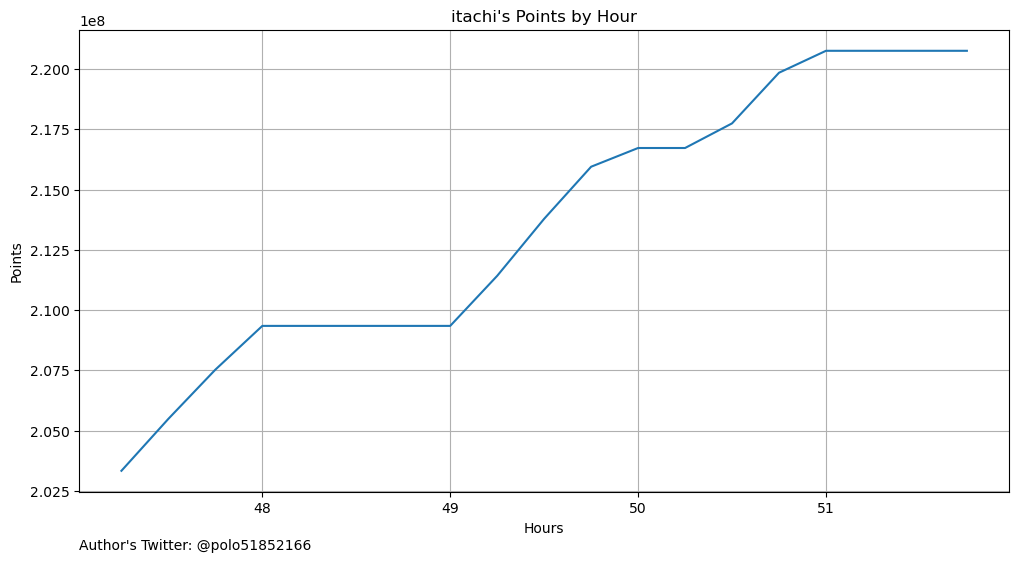 itachi's Points by Hour
1e8
2.200
2.175
2.150
2.125
2.100
2.075
2.050
2.025
Points
48 49 50 51
Hours
Author's Twitter: @polo51852166